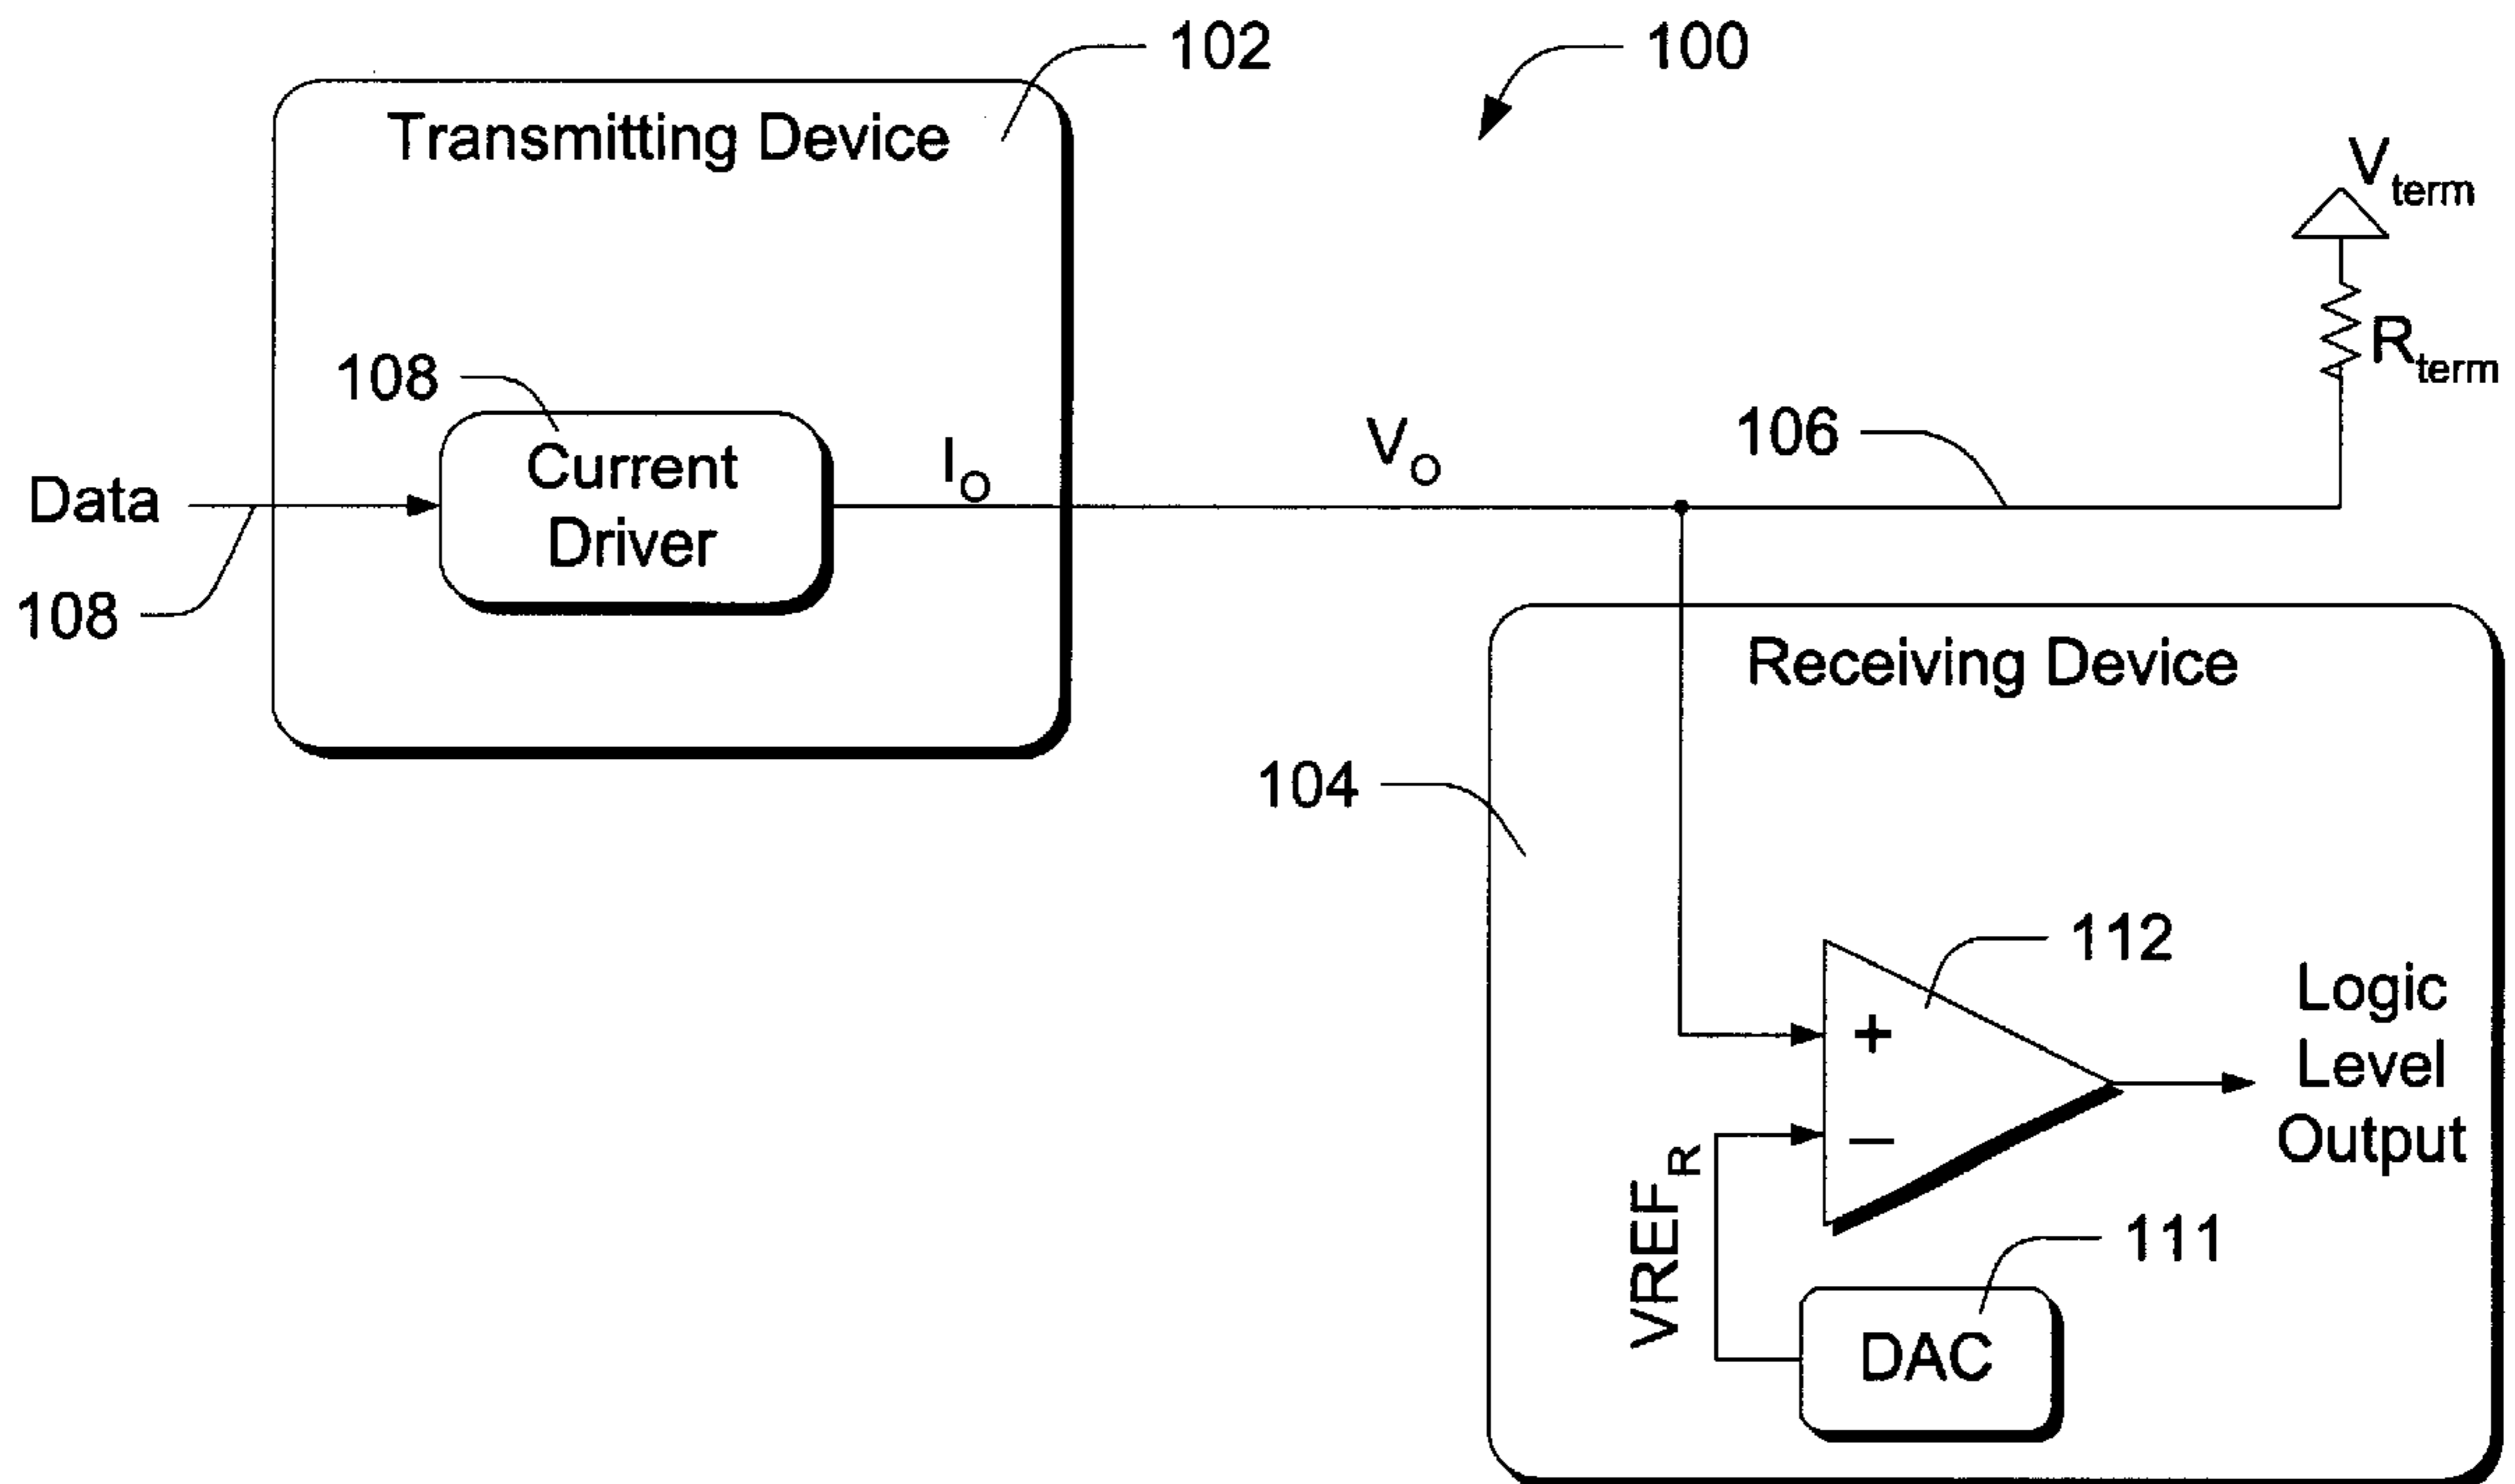 102
100
Transmitting Device
Vterm
Rterm
108
Current
Driver
IO
VO
106
Data
108
Receiving Device
104
112
+
−
Logic
Level
Output
VREFR
111
DAC